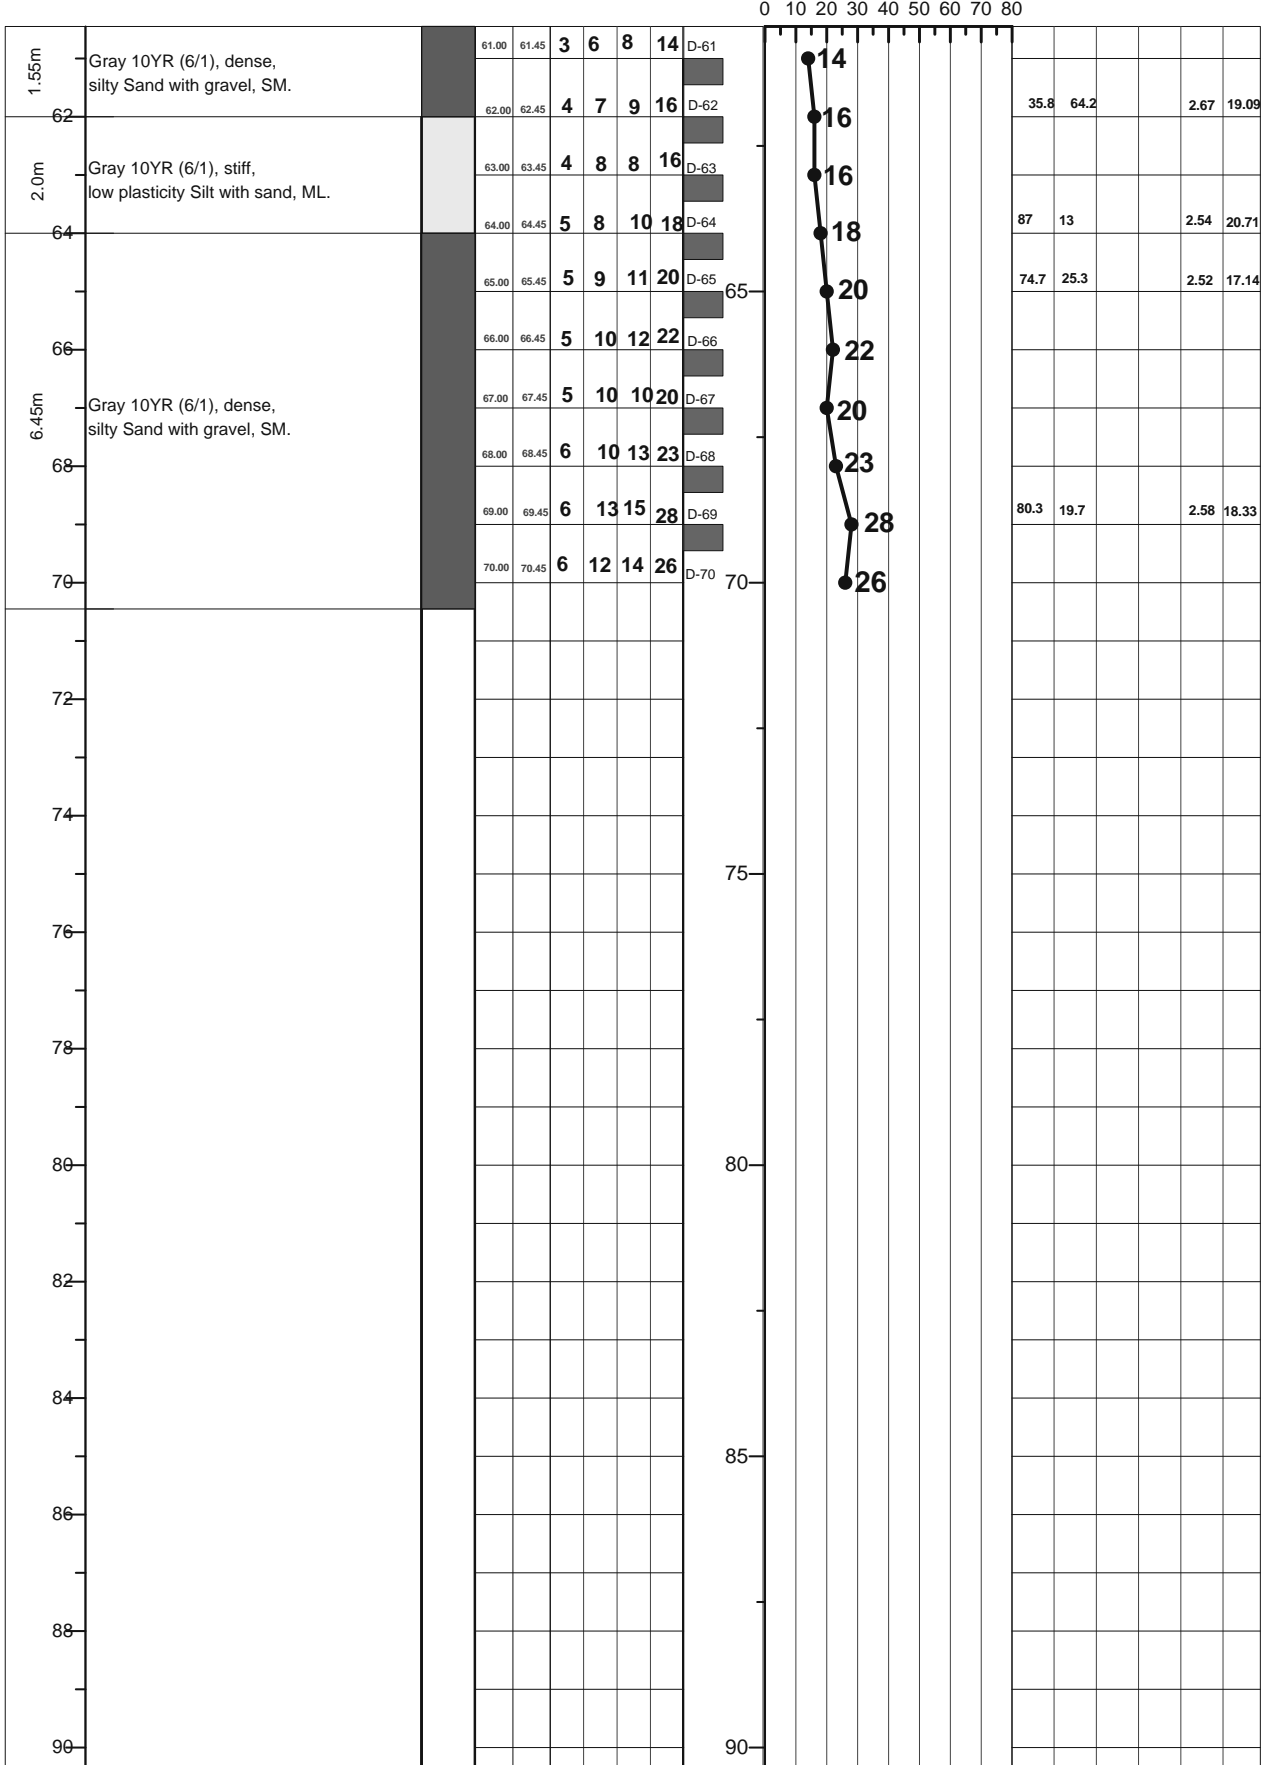 0 10 20 30 40 50 60 70 80
1.55m
Gray 10YR (6/1), dense,
silty Sand with gravel, SM.
61.00 61.45 3 6 8 14 D-61
14
62
62.00 62.45 4 7 9 16 D-62
16
35.8 64.2 2.67 19.09
2.0m
Gray 10YR (6/1), stiff,
low plasticity Silt with sand, ML.
63.00 63.45 4 8 8 16 D-63
16
64
64.00 64.45 5 8 10 18 D-64
18
87 13 2.54 20.71
65.00 65.45 5 9 11 20 D-65
65
20
74.7 25.3 2.52 17.14
66
66.00 66.45 5 10 12 22 D-66
22
6.45m
Gray 10YR (6/1), dense,
silty Sand with gravel, SM.
67.00 67.45 5 10 10 20 D-67
20
68
68.00 68.45 6 10 13 23 D-68
23
69.00 69.45 6 13 15 28 D-69
28
80.3 19.7 2.58 18.33
70
70.00 70.45 6 12 14 26 D-70
70
26
72
74
75
76
78
80
80
82
84
85
86
88
90
90